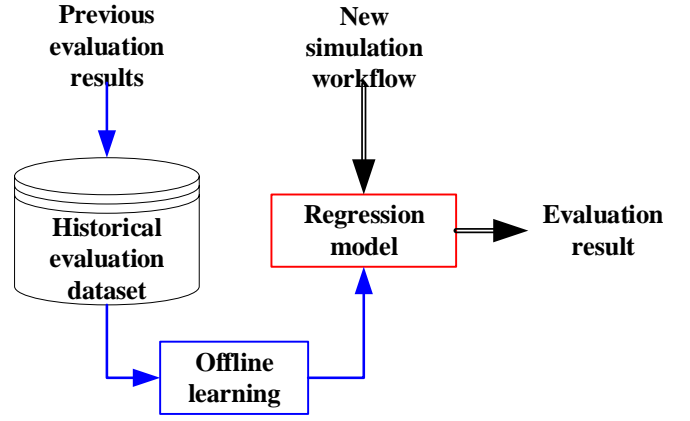 Previous
evaluation
results
New
simulation
workflow
Historical
evaluation
dataset
Regression
model
Evaluation
result
Offline
learning